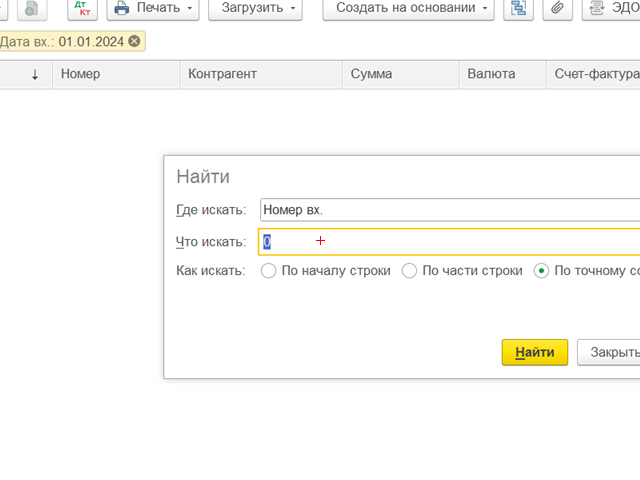 Дт Кт Печать Загрузить Создать на основании ЭДО
Дата вх.: 01.01.2024
Номер Контрагент Сумма Валюта Счет-фактура
Найти
Где искать: Номер вх.
Что искать: 0
Как искать: По началу строки По части строки По точному со
Найти Закрыть